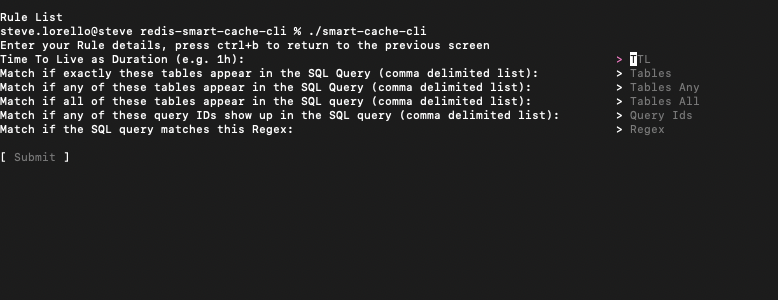 Rule List
steve.lorello@steve redis-smart-cache-cli % ./smart-cache-cli
Enter your Rule details, press ctrl+b to return to the previous screen
Time To Live as Duration (e.g. 1h): > TTL
Match if exactly these tables appear in the SQL Query (comma delimited list): > Tables
Match if any of these tables appear in the SQL Query (comma delimited list): > Tables Any
Match if all of these tables appear in the SQL query (comma delimited list): > Tables All
Match if any of these query IDs show up in the SQL query (comma delimited list): > Query Ids
Match if the SQL query matches this Regex: > Regex
[ Submit ]